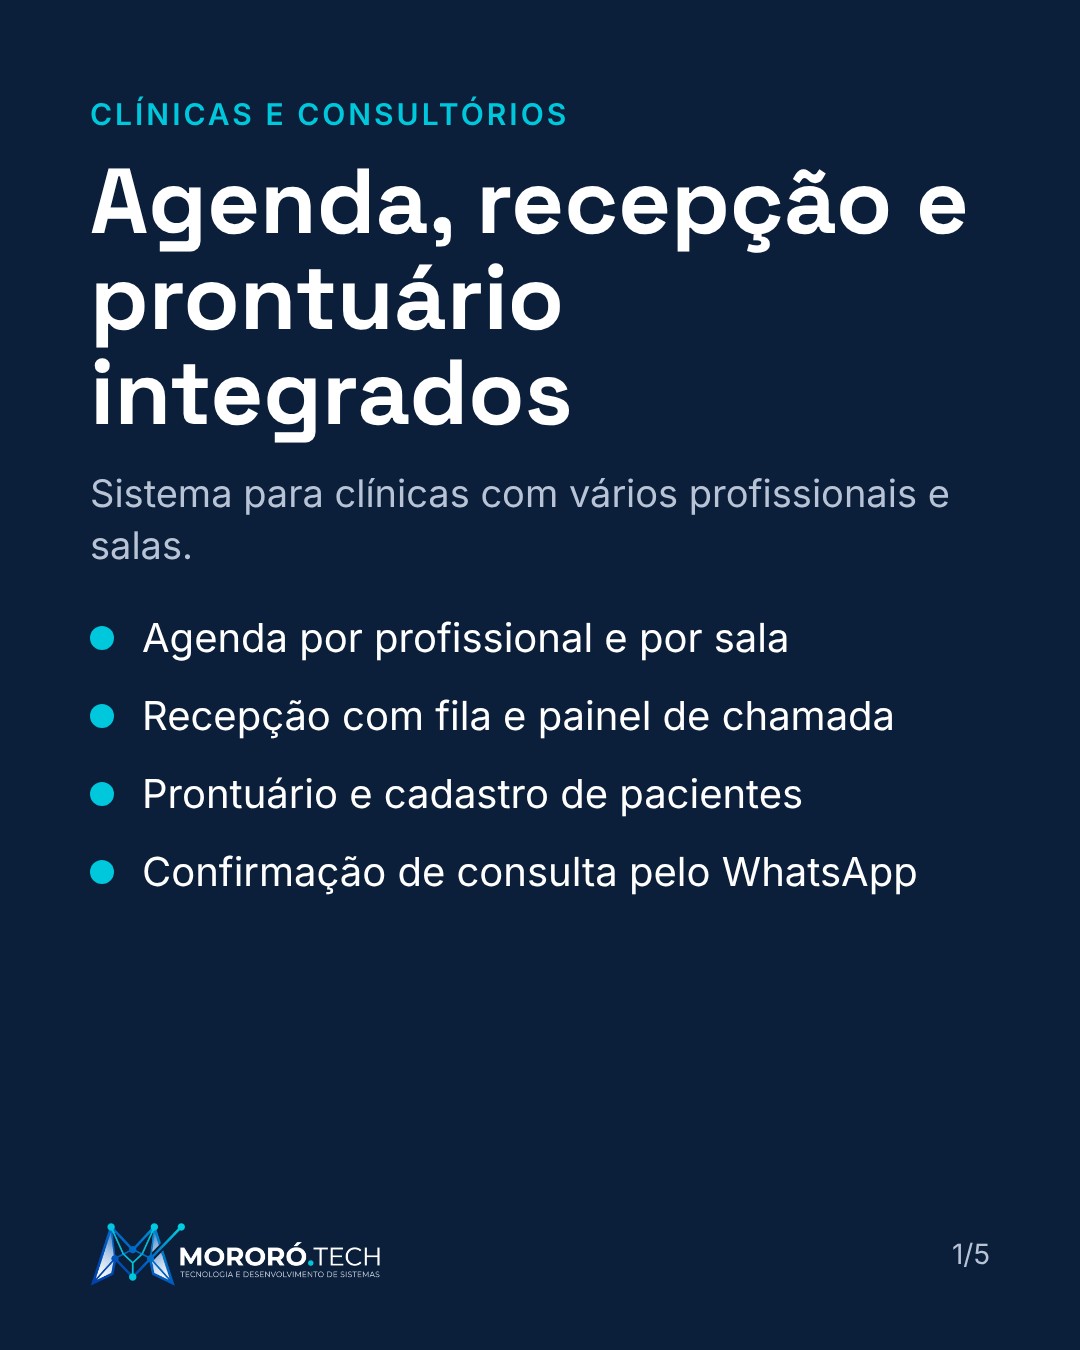 CLÍNICAS E CONSULTÓRIOS
Agenda, recepção e
prontuário
integrados
Sistema para clínicas com vários profissionais e
salas.
Agenda por profissional e por sala
Recepção com fila e painel de chamada
Prontuário e cadastro de pacientes
Confirmação de consulta pelo WhatsApp
MORORÓ.TECH
TECNOLOGIA E DESENVOLVIMENTO DE SISTEMAS
1/5